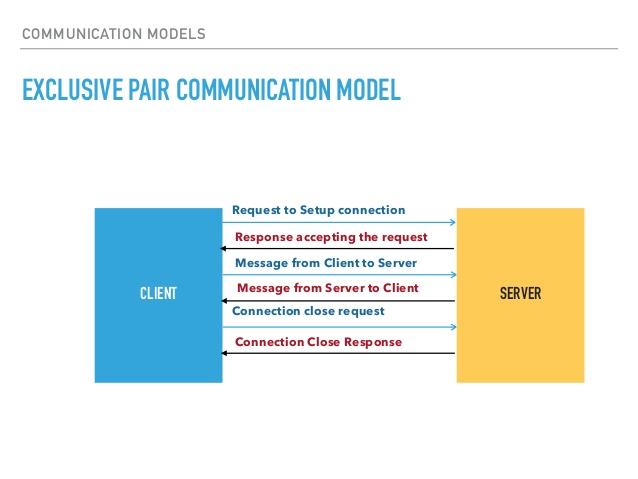 COMMUNICATION MODELS
EXCLUSIVE PAIR COMMUNICATION MODEL
Request to Setup connection
Response accepting the request
Message from Client to Server
CLIENT
Message from Server to Client
SERVER
Connection close request
Connection Close Response